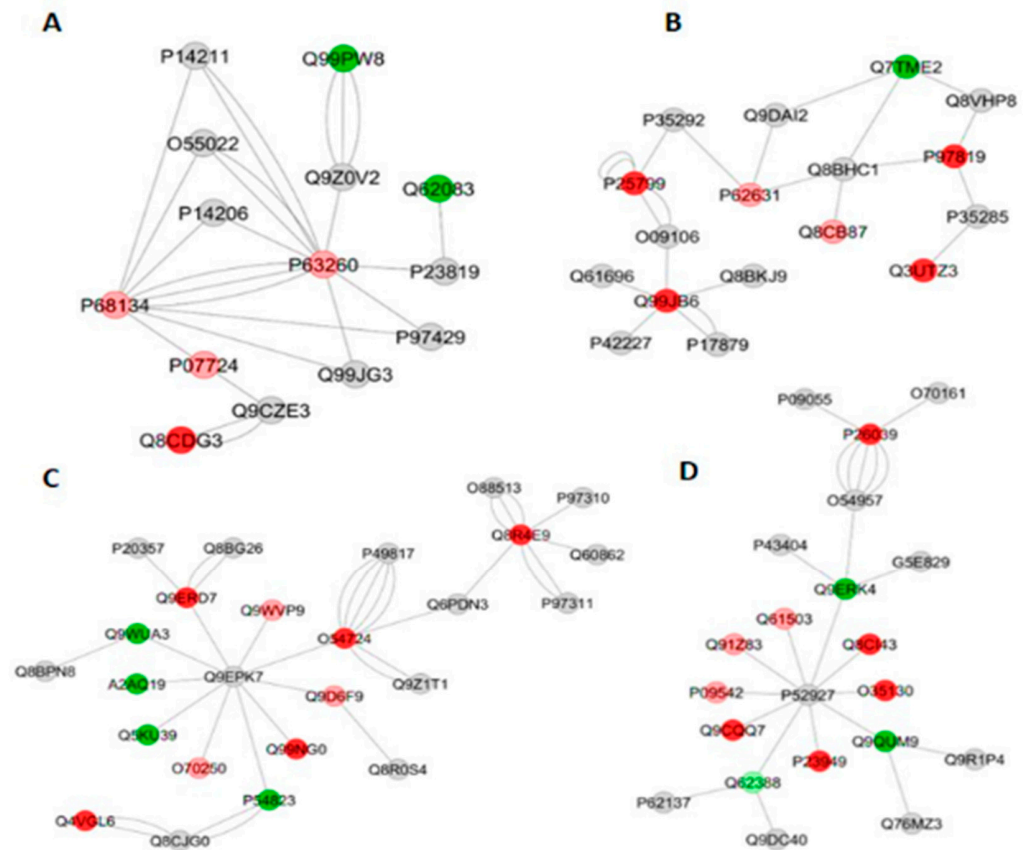 A
P14211
Q99PW8
O55022
Q9Z0V2
Q62083
P14206
P63260
P23819
P68134
P97429
P07724
Q99JG3
Q9CZE3
Q8CDG3
B
Q7TME2
Q8VHP8
P35292
Q9DAI2
P97819
Q8BHC1
P25799
P62631
P35285
Q8CB87
O09106
Q3UTZ3
Q61696
Q8BKJ9
Q99JB6
P42227
P17879
C
O88513
P97310
Q8R4E9
P20357
Q8BG26
P49817
Q60862
Q9ERD7
Q9WVP9
Q6PDN3
P97311
Q9WUA3
O54724
Q8BPN8
Q9EPK7
A2AQ19
Q9D6F9
Q9Z1T1
Q5KU39
Q99NG0
O70250
Q8R0S4
P54823
Q4VGL6
Q8CJG0
D
P09055
O70161
P26039
O54957
P43404
G5E829
Q9ERK4
Q61503
Q91Z83
Q8CI43
P09542
P52927
O35130
Q9CQQ7
Q9QUM9
P23949
Q9R1P4
Q62388
P62137
Q76MZ3
Q9DC40